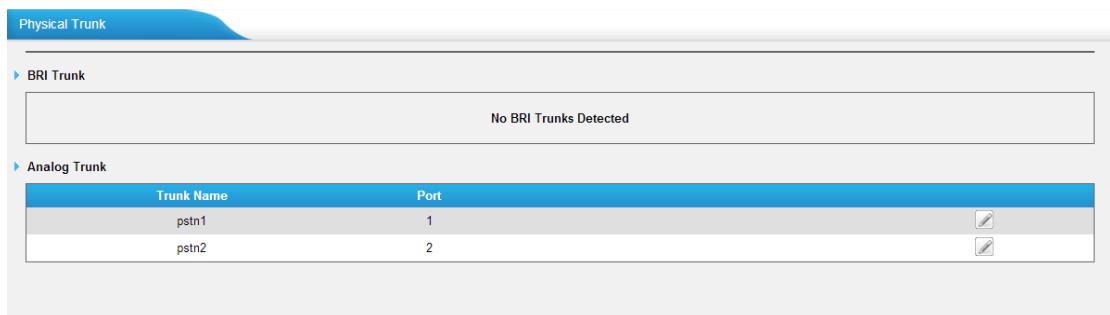 Physical Trunk
BRI Trunk
No BRI Trunks Detected
Analog Trunk
Trunk Name Port
pstn1 1
pstn2 2